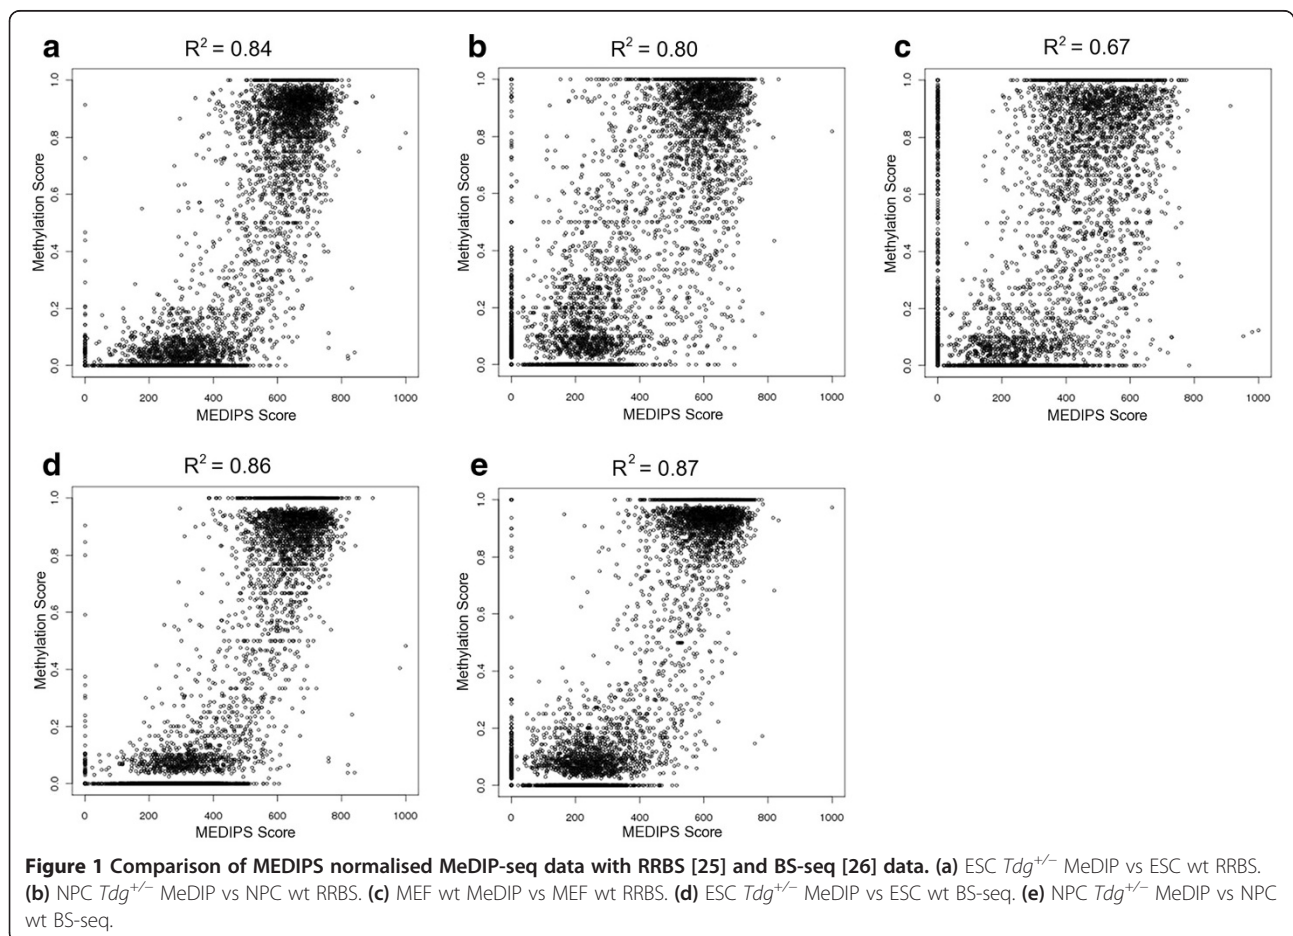 a
R² = 0.84
Methylation Score
1.0
0.8
0.6
0.4
0.2
0.0
0 200 400 600 800 1000
MEDIPS Score
b
R² = 0.80
Methylation Score
1.0
0.8
0.6
0.4
0.2
0.0
0 200 400 600 800 1000
MEDIPS Score
c
R² = 0.67
Methylation Score
1.0
0.8
0.6
0.4
0.2
0.0
0 200 400 600 800 1000
MEDIPS Score
d
R² = 0.86
Methylation Score
1.0
0.8
0.6
0.4
0.2
0.0
0 200 400 600 800 1000
MEDIPS Score
e
R² = 0.87
Methylation Score
1.0
0.8
0.6
0.4
0.2
0.0
0 200 400 600 800 1000
MEDIPS Score
Figure 1 Comparison of MEDIPS normalised MeDIP-seq data with RRBS [25] and BS-seq [26] data. (a) ESC Tdg+/− MeDIP vs ESC wt RRBS.
(b) NPC Tdg+/− MeDIP vs NPC wt RRBS. (c) MEF wt MeDIP vs MEF wt RRBS. (d) ESC Tdg+/− MeDIP vs ESC wt BS-seq. (e) NPC Tdg+/− MeDIP vs NPC
wt BS-seq.